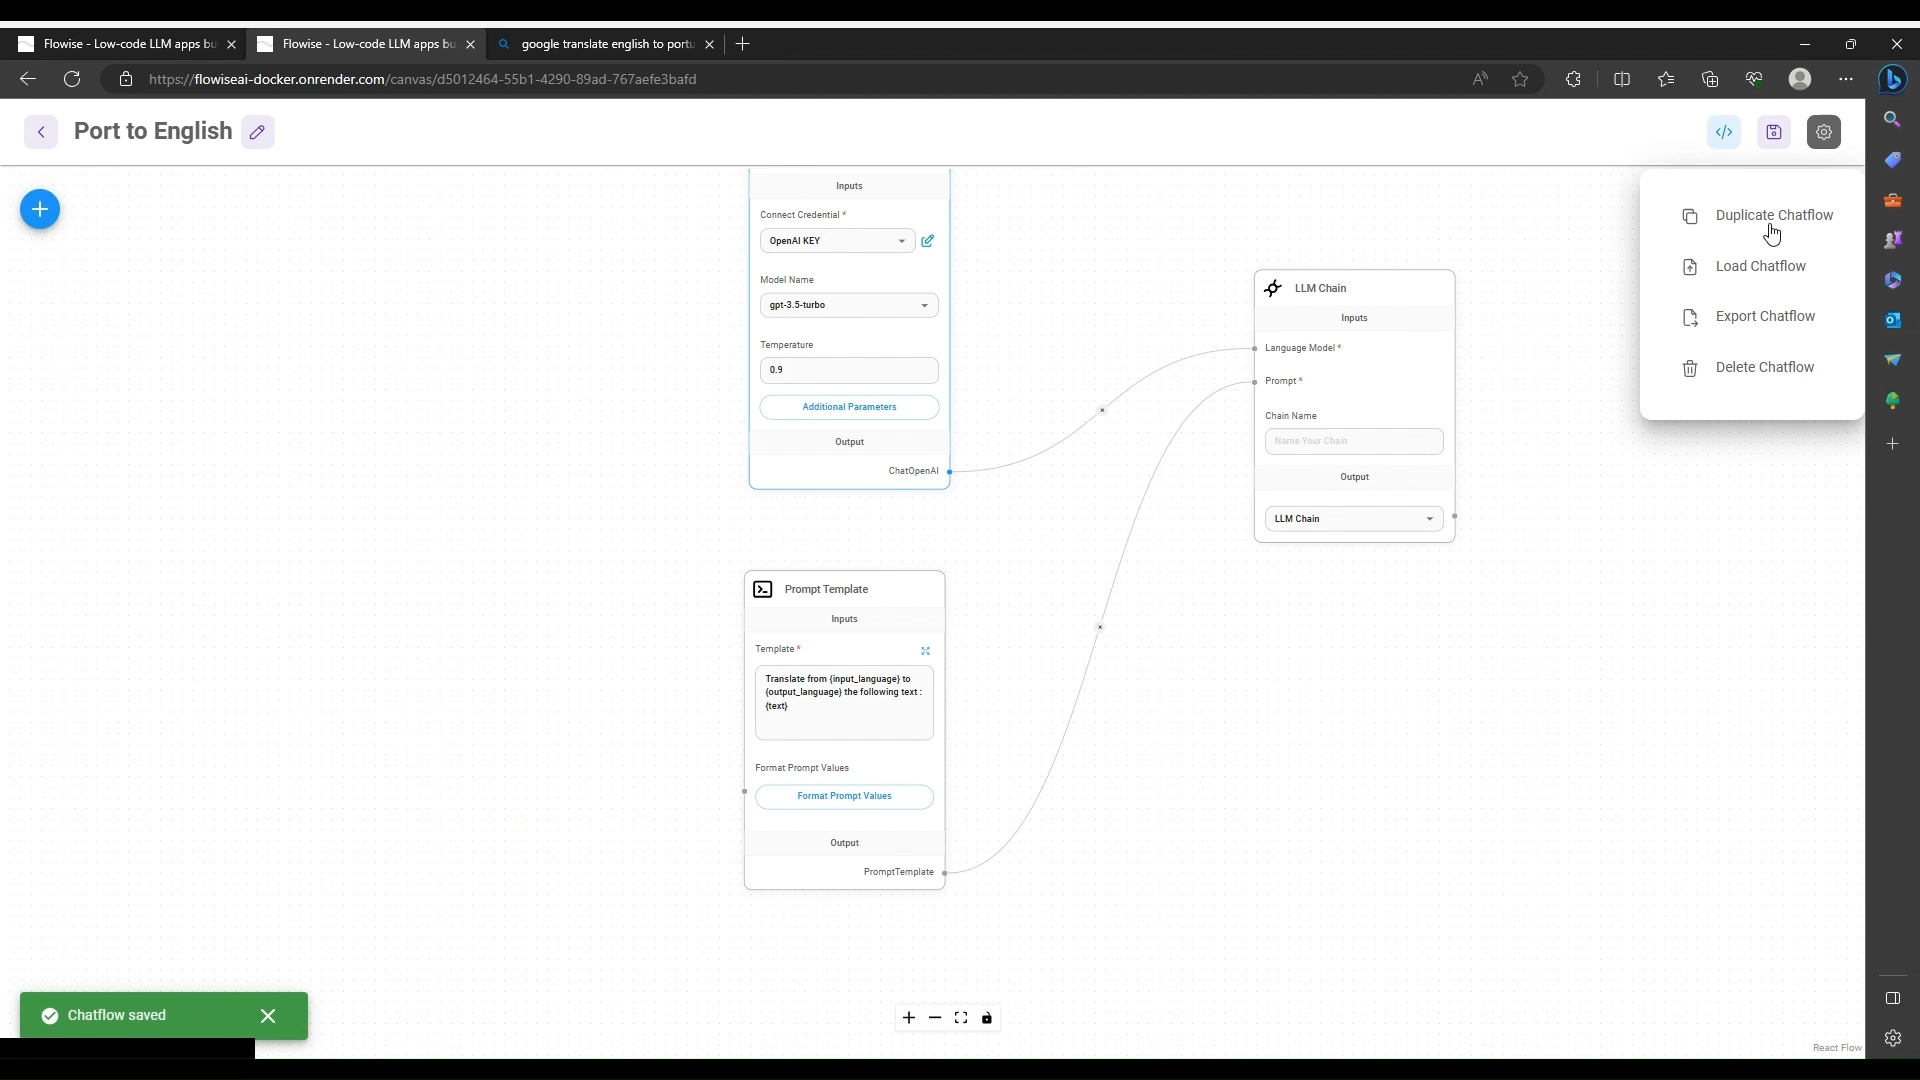 Flowise - Low-code LLM apps bu
Flowise - Low-code LLM apps bu
google translate english to portu
https://flowiseai-docker.onrender.com/canvas/d5012464-55b1-4290-89ad-767aefe3bafd
Port to English
Inputs
Connect Credential *
OpenAI KEY
Model Name
gpt-3.5-turbo
Temperature
0.9
Additional Parameters
Output
ChatOpenAI
Prompt Template
Inputs
Template *
Translate from {input_language} to
{output_language} the following text :
{text}
Format Prompt Values
Format Prompt Values
Output
PromptTemplate
LLM Chain
Inputs
Language Model *
Prompt *
Chain Name
Name Your Chain
Output
LLM Chain
Duplicate Chatflow
Load Chatflow
Export Chatflow
Delete Chatflow
Chatflow saved
React Flow